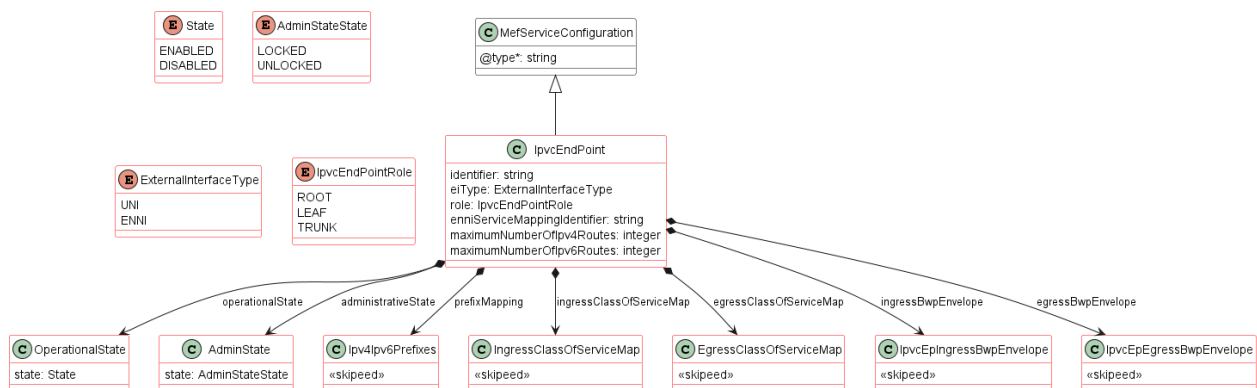 E State
ENABLED
DISABLED
E AdminStateState
LOCKED
UNLOCKED
C MefServiceConfiguration
@type*: string
E ExternalInterfaceType
UNI
ENNI
E IpvcEndPointRole
ROOT
LEAF
TRUNK
C IpvcEndPoint
identifier: string
eiType: ExternalInterfaceType
role: IpvcEndPointRole
enniServiceMappingIdentifier: string
maximumNumberOfIpv4Routes: integer
maximumNumberOfIpv6Routes: integer
operationalState
administrativeState
prefixMapping
ingressClassOfServiceMap
egressClassOfServiceMap
ingressBwpEnvelope
egressBwpEnvelope
C OperationalState
state: State
C AdminState
state: AdminStateState
C Ipv4Ipv6Prefixes
«skipeed»
C IngressClassOfServiceMap
«skipeed»
C EgressClassOfServiceMap
«skipeed»
C IpvcEpIngressBwpEnvelope
«skipeed»
C IpvcEpEgressBwpEnvelope
«skipeed»